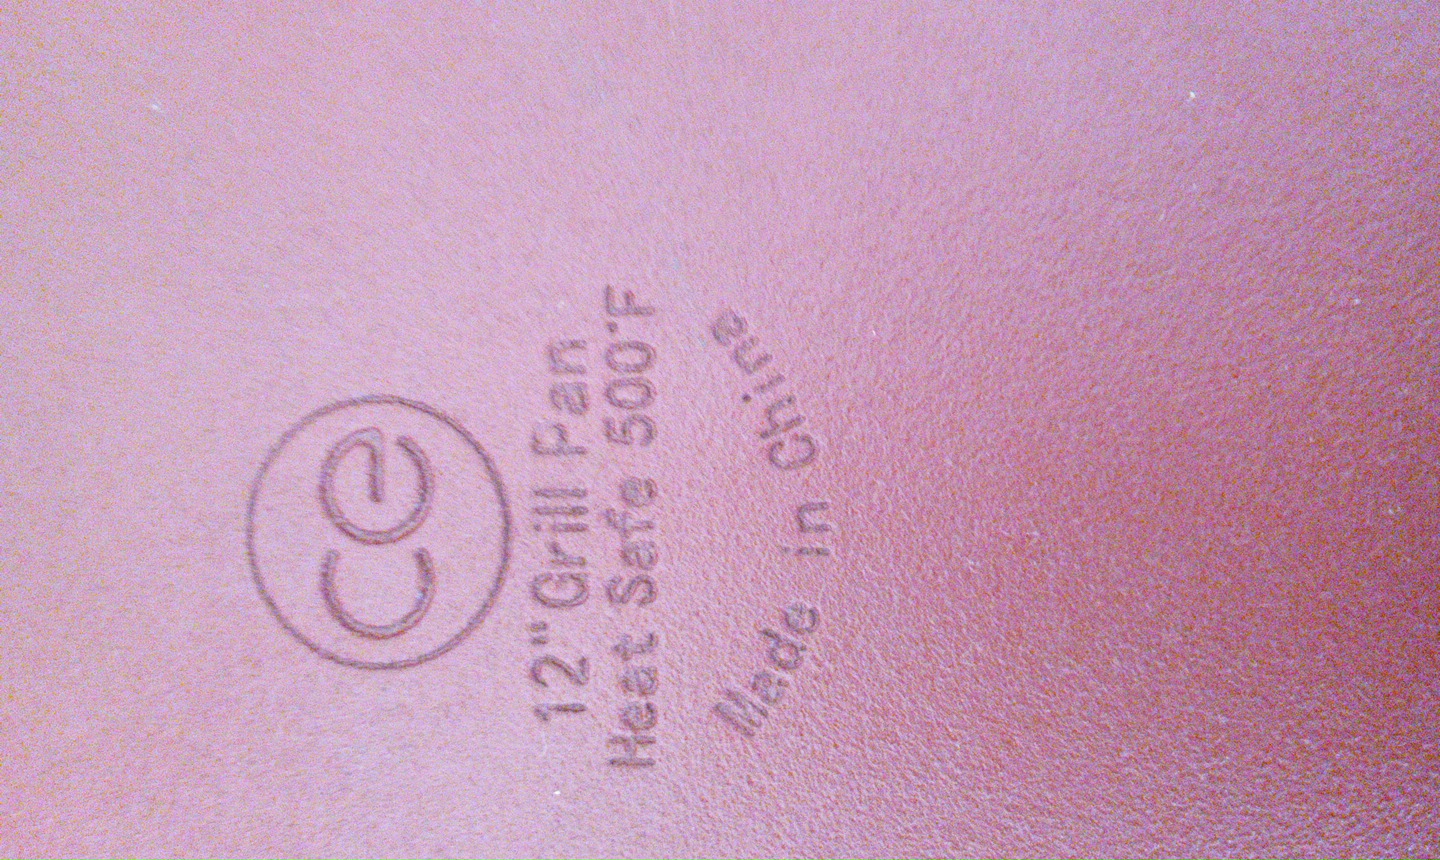 ce
12" Grill Pan
Heat Safe 500°F
Made in China